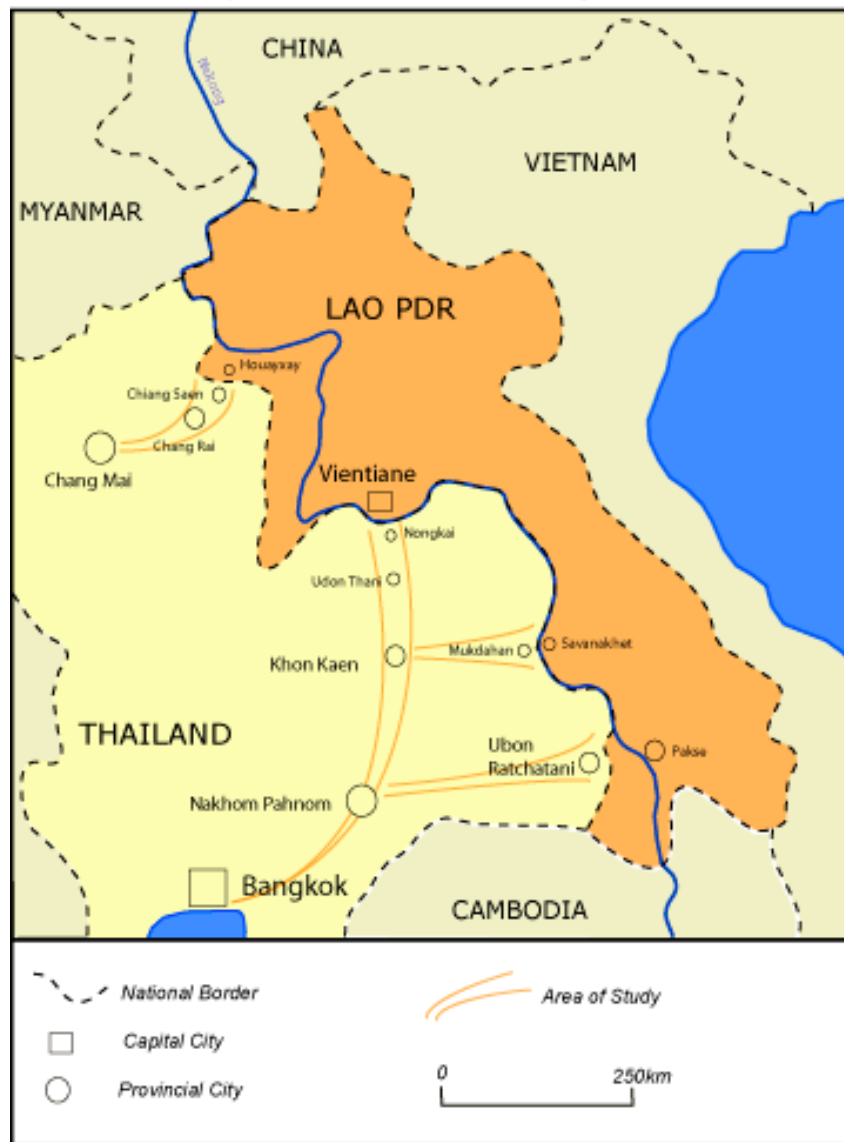 CHINA
Mekong
VIETNAM
MYANMAR
LAO PDR
Houayxay
Chiang Saen
Chang Rai
Chang Mai
Vientiane
Nongkai
Udon Thani
Khon Kaen
Mukdahan
Savanakhet
THAILAND
Ubon
Ratchatani
Pakse
Nakhom Pahnom
Bangkok
CAMBODIA
National Border
Area of Study
Capital City
Provincial City
0
250km